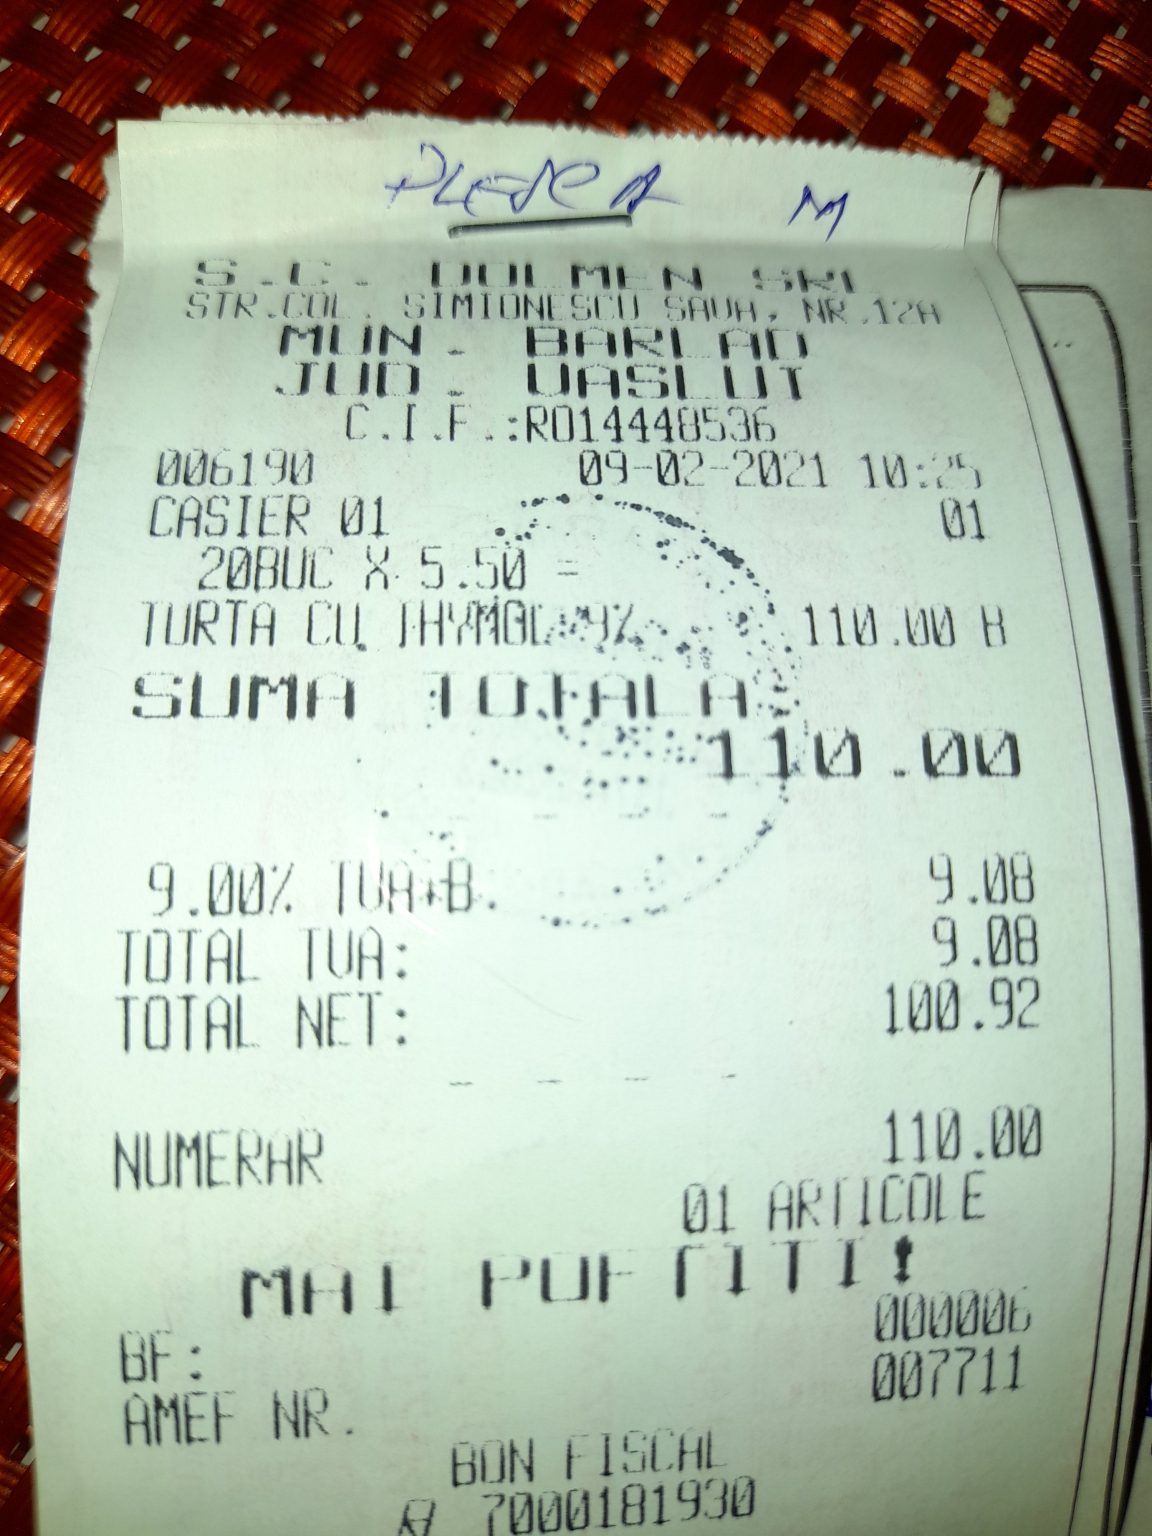 M
S.C. DOLMEN SRL
STR.COL. SIMIONESCU SAVA, NR.12A
MUN. BARLAD
JUD. VASLUI
C.I.F.:RO14448536
006190 09-02-2021 10:25
CASIER 01 01
20BUC X 5.50 =
TURTA CU THYMOL 9% 110.00 B
SUMA TOTALA
110.00
9.00% TVA-B. 9.08
TOTAL TVA: 9.08
TOTAL NET: 100.92
- - - -
NUMERAR 110.00
01 ARTICOLE
MAI POFTITI!
000006
BF: 007711
AMEF NR.
BON FISCAL
7000181930